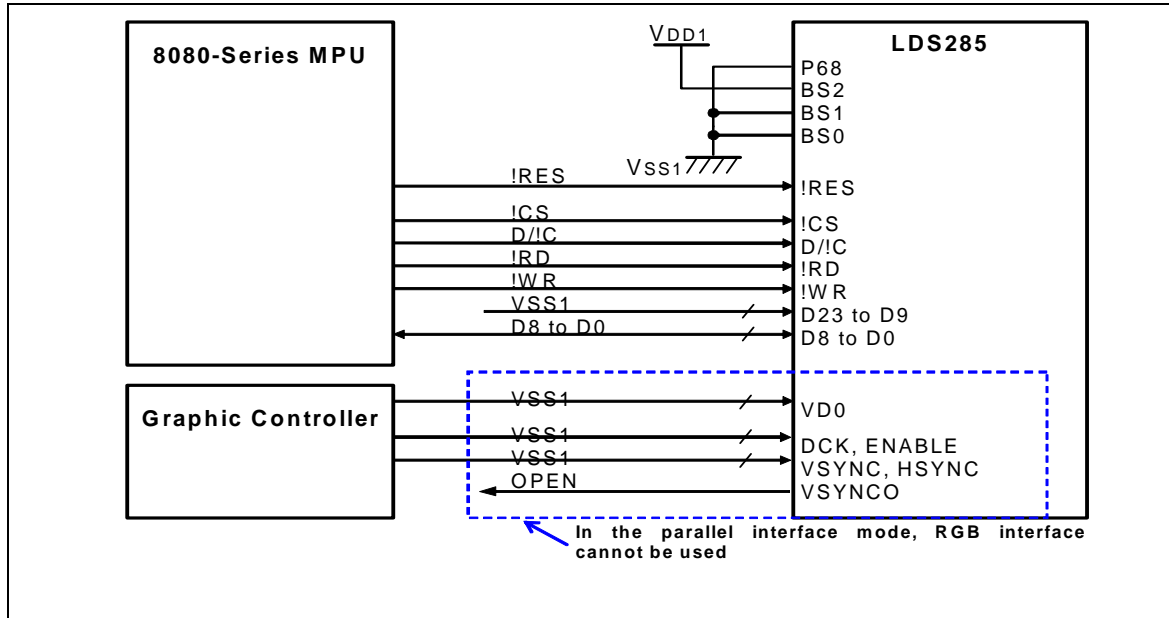 8080-Series MPU
VDD1
LDS285
P68
BS2
BS1
BS0
VSS1
!RES
!RES
!CS
!CS
D/!C
D/!C
!RD
!RD
!WR
!WR
VSS1
D23 to D9
D8 to D0
D8 to D0
Graphic Controller
VSS1
VD0
VSS1
DCK, ENABLE
VSS1
VSYNC, HSYNC
OPEN
VSYNCO
In the parallel interface mode, RGB interface
cannot be used